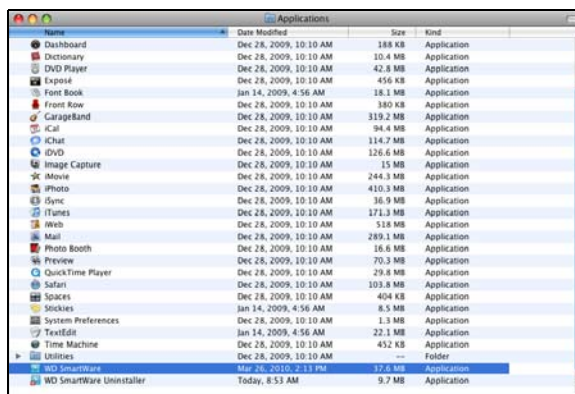 Applications
Name Date Modified Size Kind
Dashboard Dec 28, 2009, 10:10 AM 188 KB Application
Dictionary Dec 28, 2009, 10:10 AM 10.4 MB Application
DVD Player Dec 28, 2009, 10:10 AM 42.8 MB Application
Exposé Dec 28, 2009, 10:10 AM 456 KB Application
Font Book Jan 14, 2009, 4:56 AM 18.1 MB Application
Front Row Dec 28, 2009, 10:10 AM 380 KB Application
GarageBand Dec 28, 2009, 10:10 AM 319.2 MB Application
iCal Dec 28, 2009, 10:10 AM 94.4 MB Application
iChat Dec 28, 2009, 10:10 AM 114.7 MB Application
iDVD Dec 28, 2009, 10:10 AM 126.6 MB Application
Image Capture Dec 28, 2009, 10:10 AM 15 MB Application
iMovie Dec 28, 2009, 10:10 AM 244.3 MB Application
iPhoto Dec 28, 2009, 10:10 AM 410.3 MB Application
iSync Dec 28, 2009, 10:10 AM 36.9 MB Application
iTunes Dec 28, 2009, 10:10 AM 171.3 MB Application
iWeb Dec 28, 2009, 10:10 AM 518 MB Application
Mail Dec 28, 2009, 10:10 AM 289.1 MB Application
Photo Booth Dec 28, 2009, 10:10 AM 16.6 MB Application
Preview Dec 28, 2009, 10:10 AM 70.3 MB Application
QuickTime Player Dec 28, 2009, 10:10 AM 29.8 MB Application
Safari Dec 28, 2009, 10:10 AM 103.8 MB Application
Spaces Dec 28, 2009, 10:10 AM 404 KB Application
Stickies Jan 14, 2009, 4:56 AM 8.5 MB Application
System Preferences Dec 28, 2009, 10:10 AM 1.3 MB Application
TextEdit Jan 14, 2009, 4:56 AM 22.1 MB Application
Time Machine Dec 28, 2009, 10:10 AM 452 KB Application
Utilities Dec 28, 2009, 10:10 AM -- Folder
WD SmartWare Mar 26, 2010, 2:13 PM 37.6 MB Application
WD SmartWare Uninstaller Today, 8:53 AM 9.7 MB Application